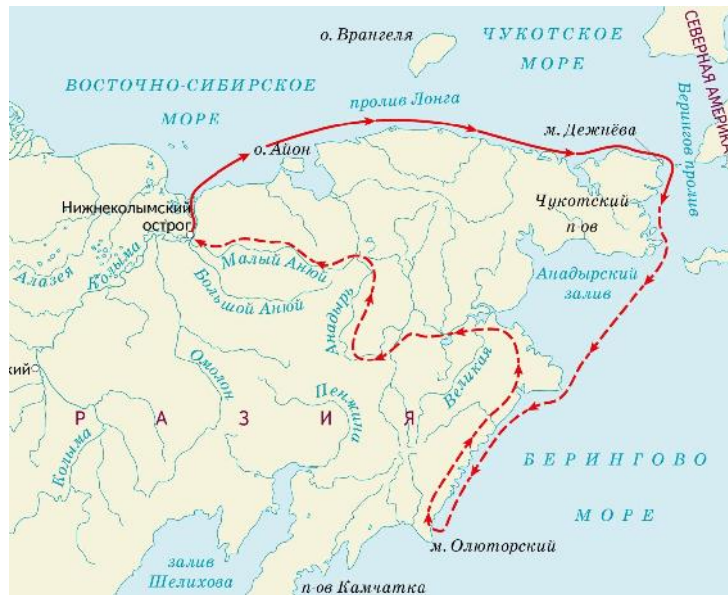 о. Врангеля
ЧУКОТСКОЕ
МОРЕ
СЕВЕРНАЯ АМЕРИКА
ВОСТОЧНО-СИБИРСКОЕ
МОРЕ
пролив Лонга
Берингов пролив
м. Дежнёва
о. Айон
Нижнеколымский
острог
Чукотский
п-ов
Алазея
Колыма
Малый Анюй
Большой Анюй
Анадырь
Анадырский
залив
кий
Омолон
Пенжина
Великая
РАЗИЯ
Колыма
БЕРИНГОВО
МОРЕ
м. Олюторский
залив
Шелихова
п-ов Камчатка